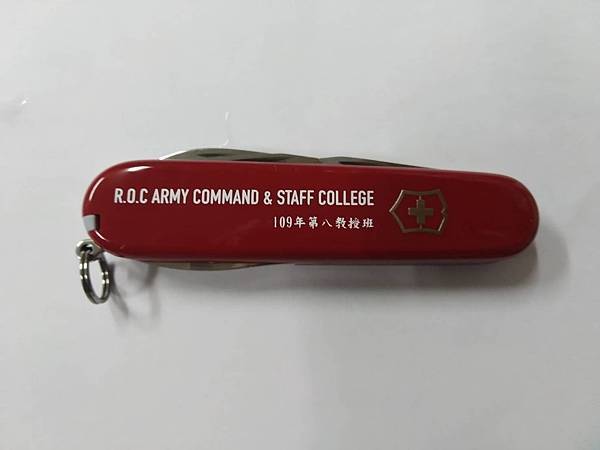 R.O.C ARMY COMMAND & STAFF COLLEGE
109年第八教授班